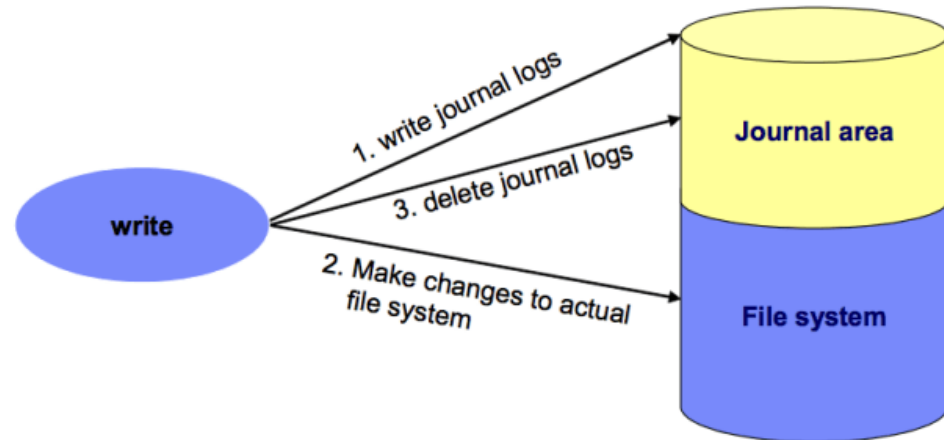 1. write journal logs
Journal area
3. delete journal logs
write
2. Make changes to actual
file system
File system